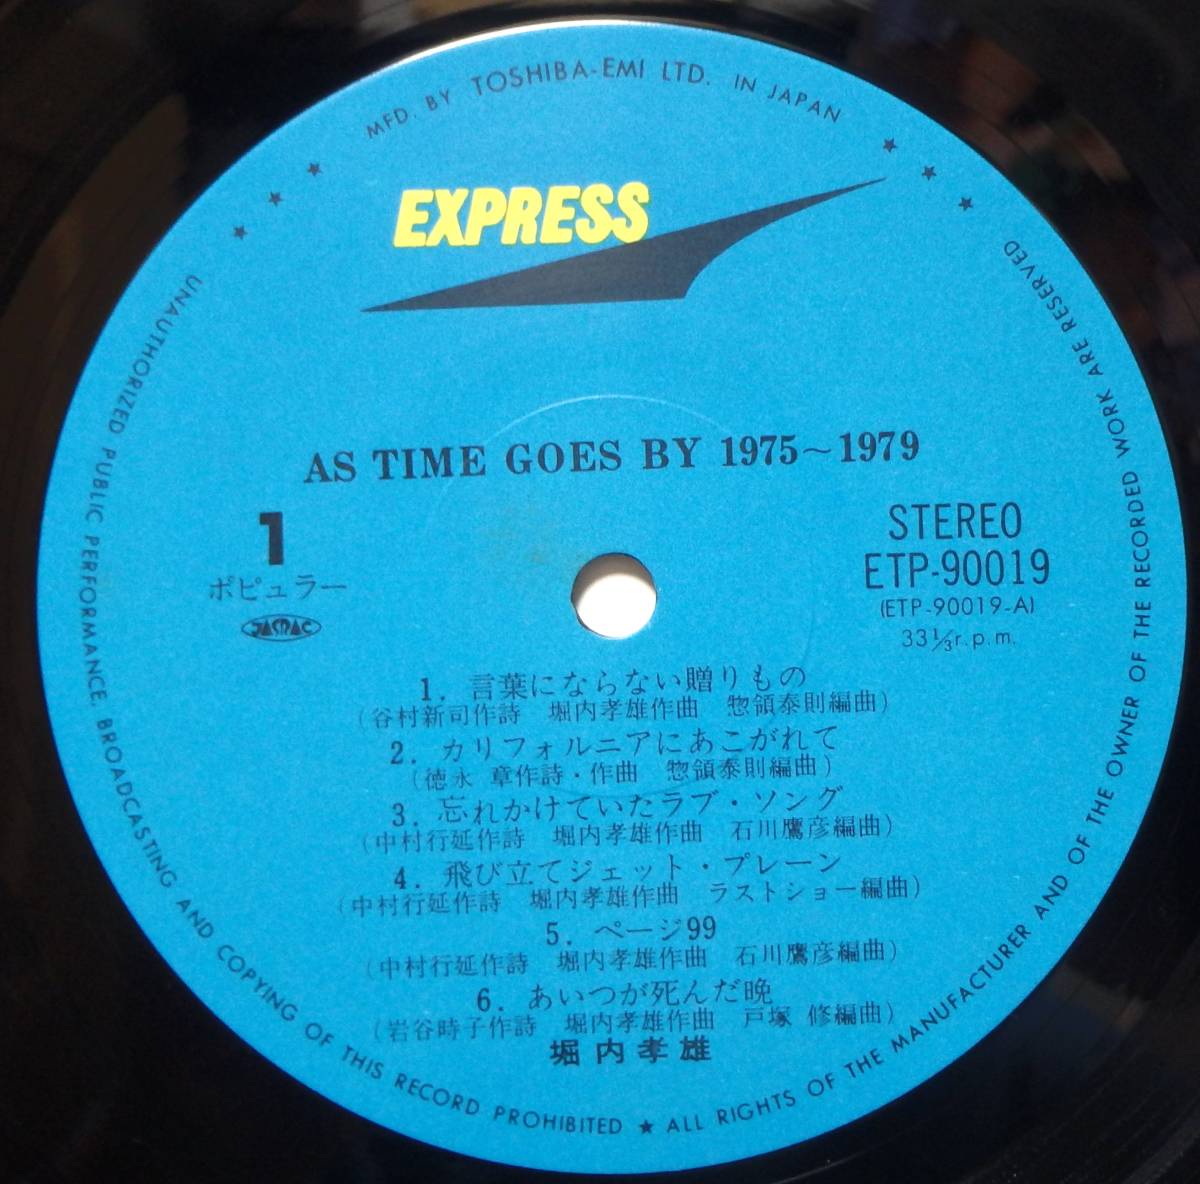 MFD. BY TOSHIBA-EMI LTD. IN JAPAN
★ ★ ★
★ ★ ★
EXPRESS
AS TIME GOES BY 1975~1979
1
ポピュラー
JASRAC
STEREO
ETP-90019
(ETP-90019-A)
33⅓r.p.m.
1. 言葉にならない贈りもの
(谷村新司作詩 堀内孝雄作曲 惣領泰則編曲)
2. カリフォルニアにあこがれて
(徳永 章作詩・作曲 惣領泰則編曲)
3. 忘れかけていたラブ・ソング
(中村行延作詩 堀内孝雄作曲 石川鷹彦編曲)
4. 飛び立てジェット・プレーン
(中村行延作詩 堀内孝雄作曲 ラストショー編曲)
5. ページ99
(中村行延作詩 堀内孝雄作曲 石川鷹彦編曲)
6. あいつが死んだ晩
(岩谷時子作詩 堀内孝雄作曲 戸塚 修編曲)
堀内孝雄
UNAUTHORIZED PUBLIC PERFORMANCE, BROADCASTING AND COPYING OF THIS RECORD PROHIBITED ★ ALL RIGHTS OF THE MANUFACTURER AND OF THE OWNER OF THE RECORDED WORK ARE RESERVED